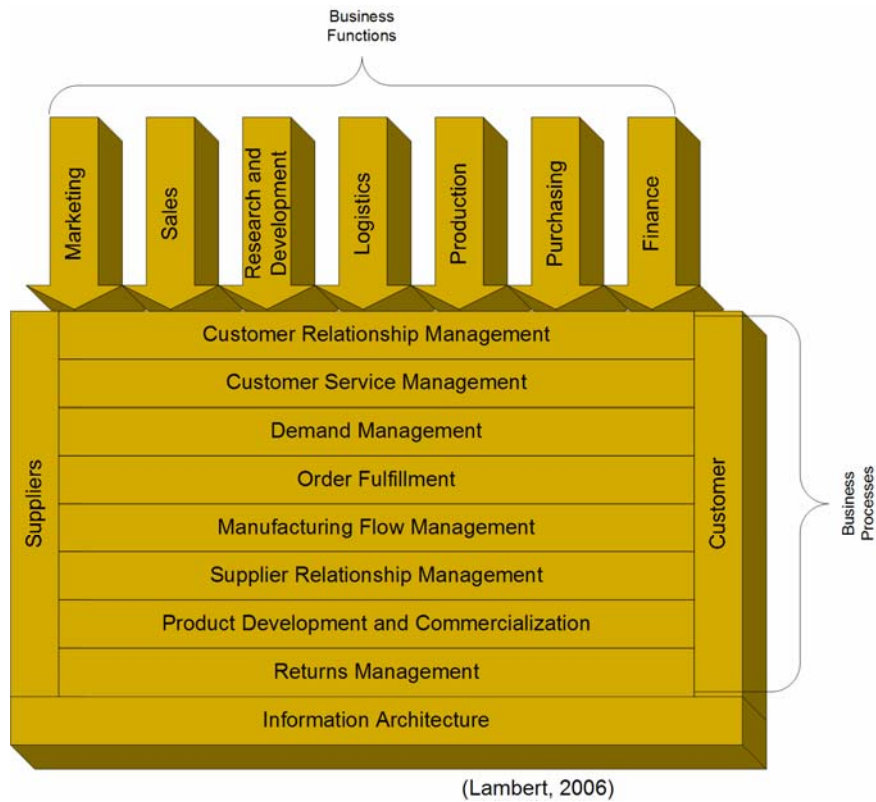 Business
Functions
Marketing
Sales
Research and
Development
Logistics
Production
Purchasing
Finance
Suppliers
Customer Relationship Management
Customer Service Management
Demand Management
Order Fulfillment
Manufacturing Flow Management
Supplier Relationship Management
Product Development and Commercialization
Returns Management
Customer
Business
Processes
Information Architecture
(Lambert, 2006)